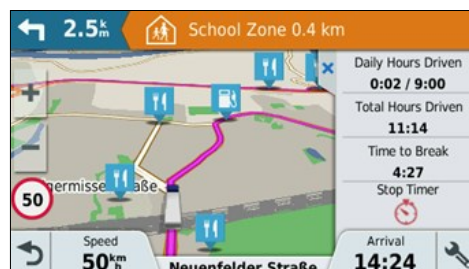 2.5 km
School Zone 0.4 km
Daily Hours Driven
0:02 / 9:00
Total Hours Driven
11:14
Time to Break
4:27
Stop Timer
50
Speed
50 km h
Neuenfelder Straße
Arrival
14:24